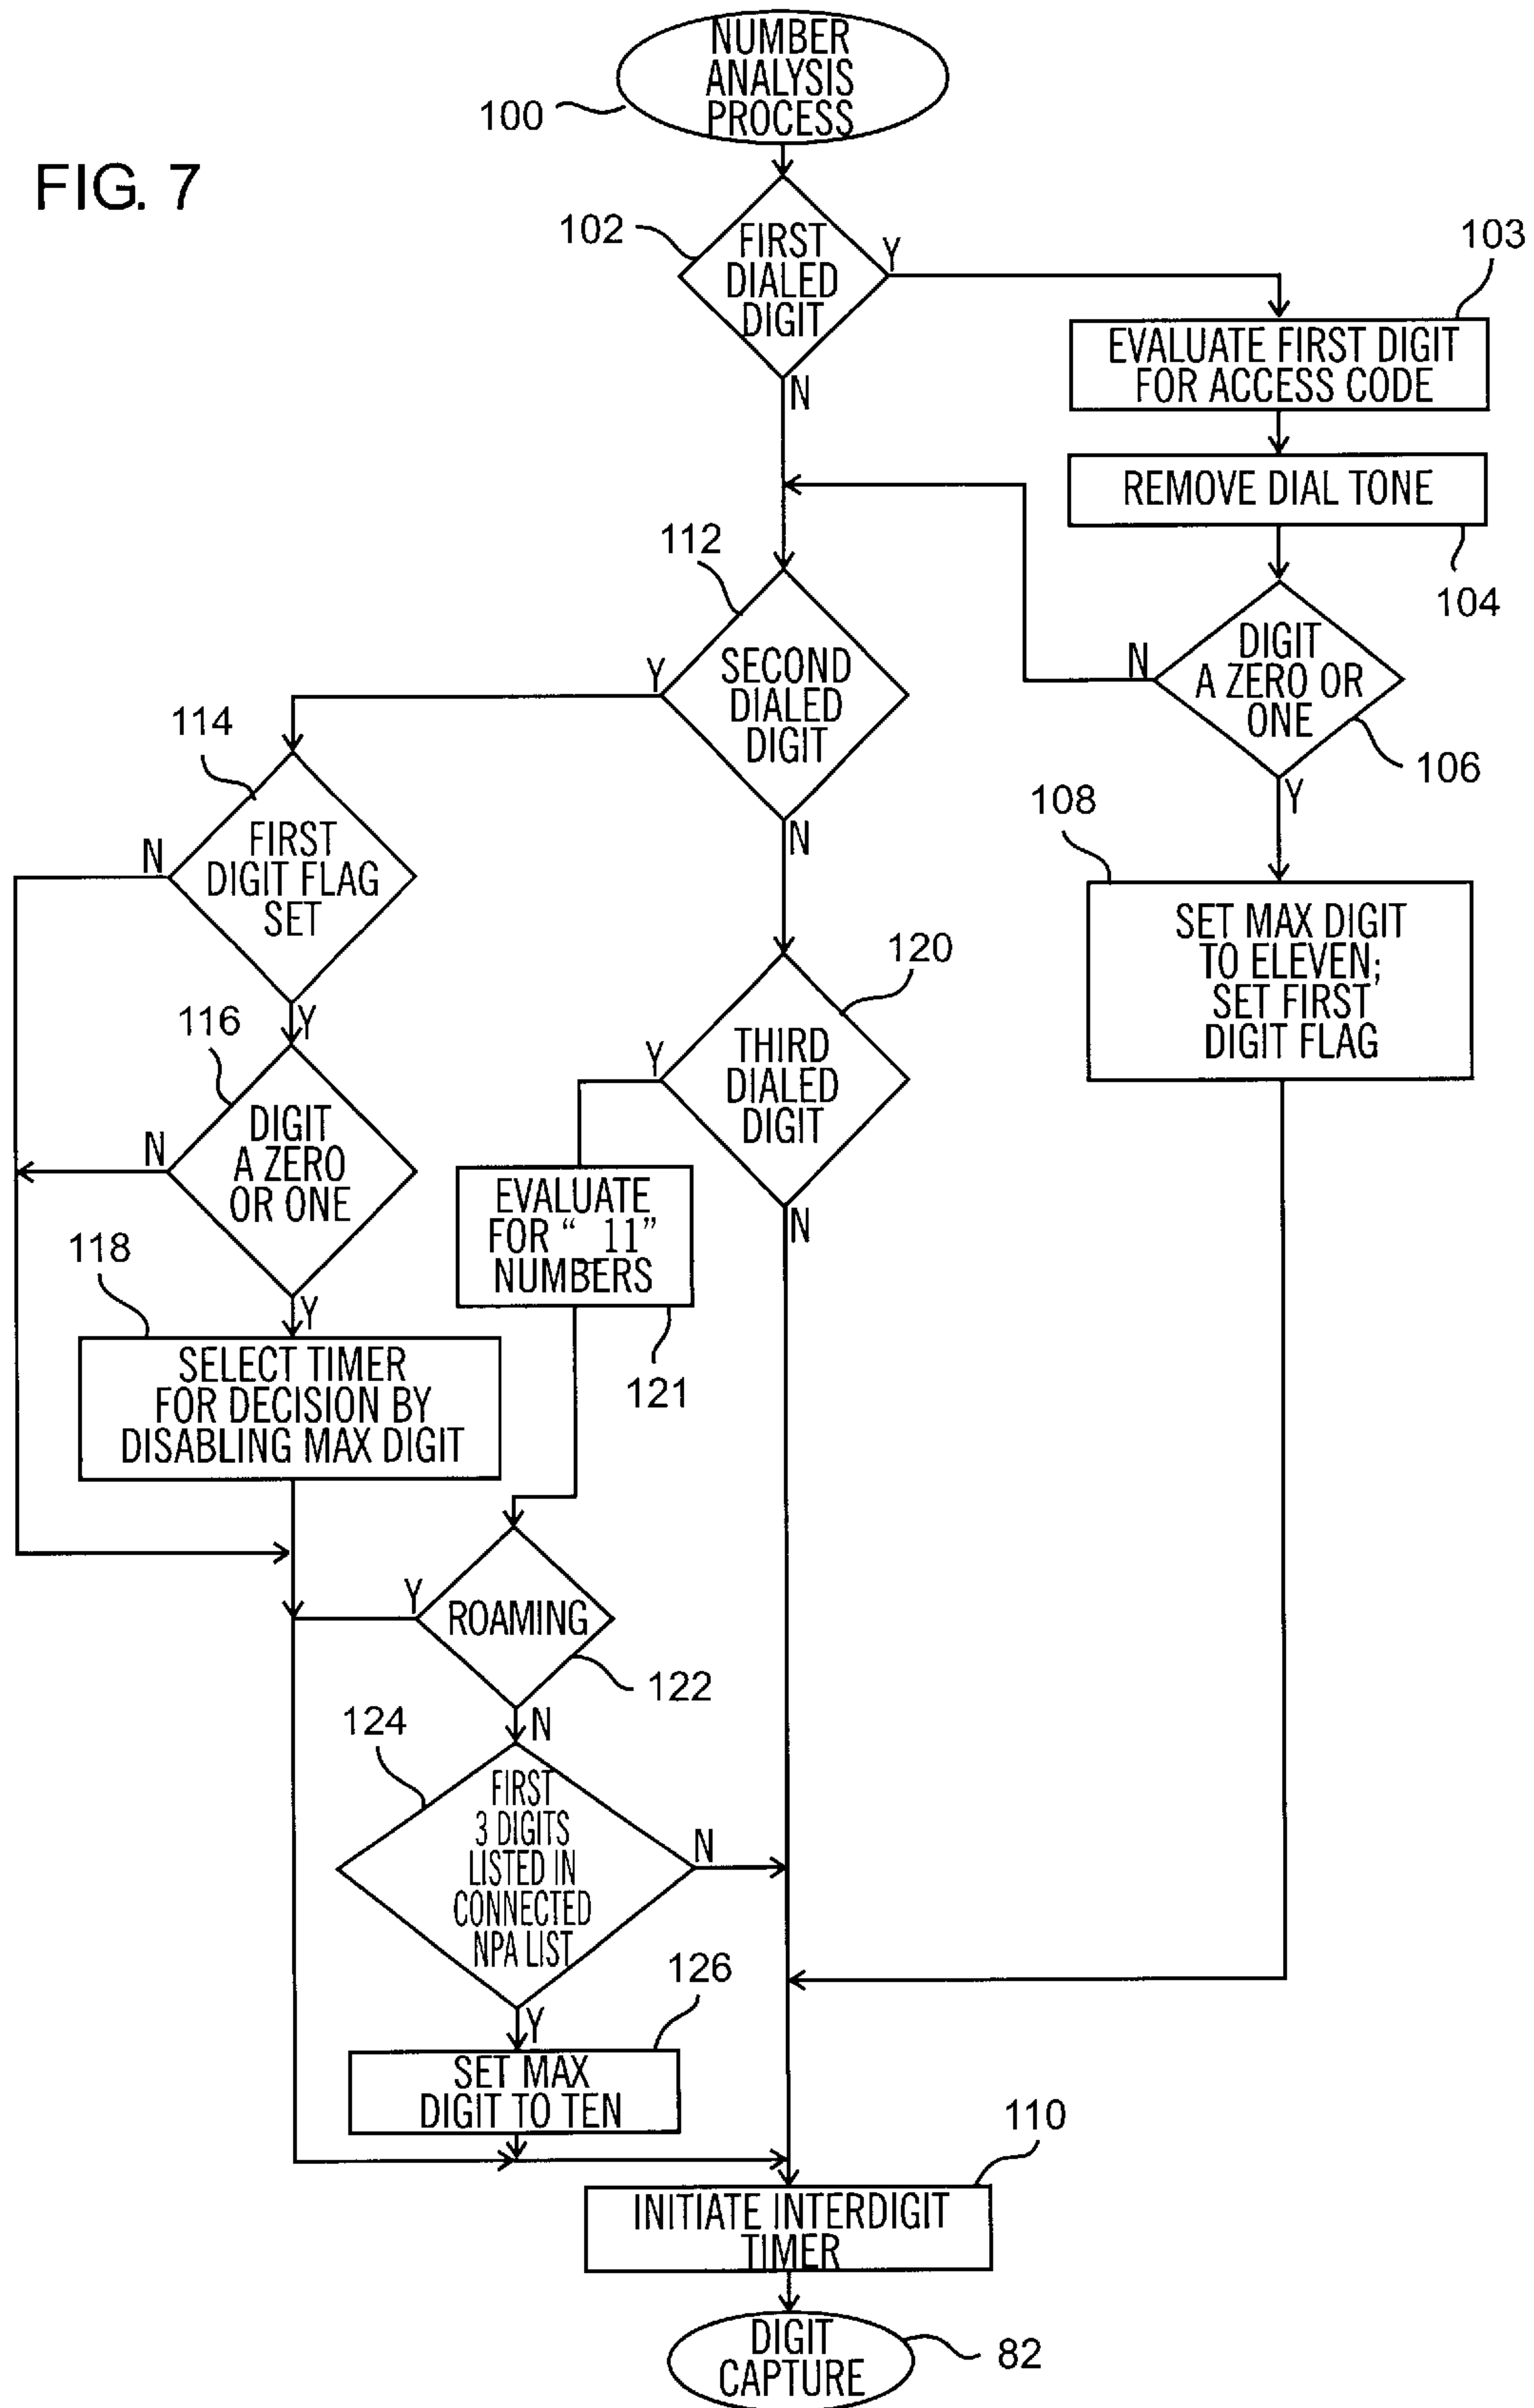 NUMBER
ANALYSIS
PROCESS
100
FIG. 7
102
FIRST
DIALED
DIGIT
Y
N
103
EVALUATE FIRST DIGIT
FOR ACCESS CODE
REMOVE DIAL TONE
104
DIGIT
A ZERO OR
ONE
N
106
Y
108
SET MAX DIGIT
TO ELEVEN;
SET FIRST
DIGIT FLAG
112
SECOND
DIALED
DIGIT
Y
N
114
FIRST
DIGIT FLAG
SET
N
Y
116
DIGIT
A ZERO
OR ONE
N
Y
118
SELECT TIMER
FOR DECISION BY
DISABLING MAX DIGIT
120
THIRD
DIALED
DIGIT
Y
N
EVALUATE
FOR “_11”
NUMBERS
121
ROAMING
Y
122
N
124
FIRST
3 DIGITS
LISTED IN
CONNECTED
NPA LIST
N
Y
126
SET MAX
DIGIT TO TEN
110
INITIATE INTERDIGIT
TIMER
DIGIT
CAPTURE
82